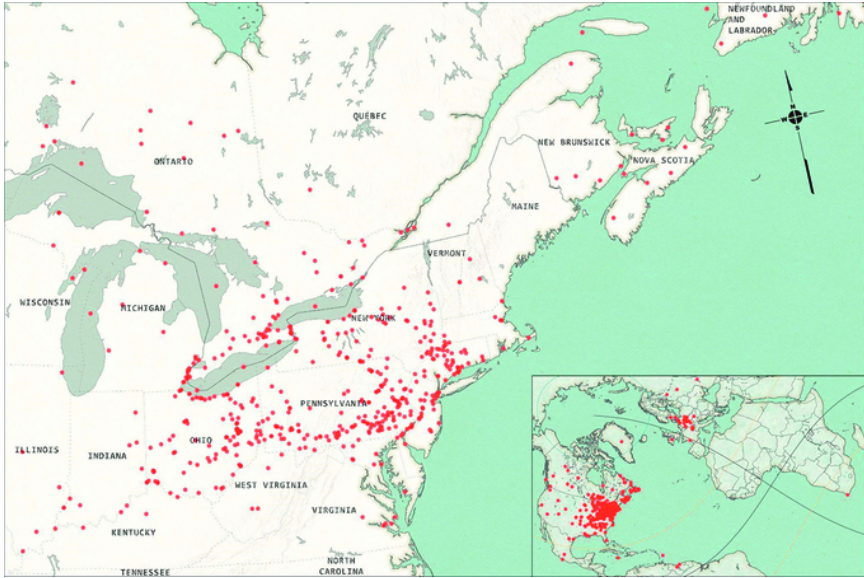 NEWFOUNDLAND
AND
LABRADOR
QUÉBEC
N
W E
S
ONTARIO
NEW BRUNSWICK
NOVA SCOTIA
MAINE
VERMONT
WISCONSIN
MICHIGAN
NEW YORK
PENNSYLVANIA
ILLINOIS
INDIANA
OHIO
WEST VIRGINIA
VIRGINIA
KENTUCKY
NORTH
CAROLINA
TENNESSEE